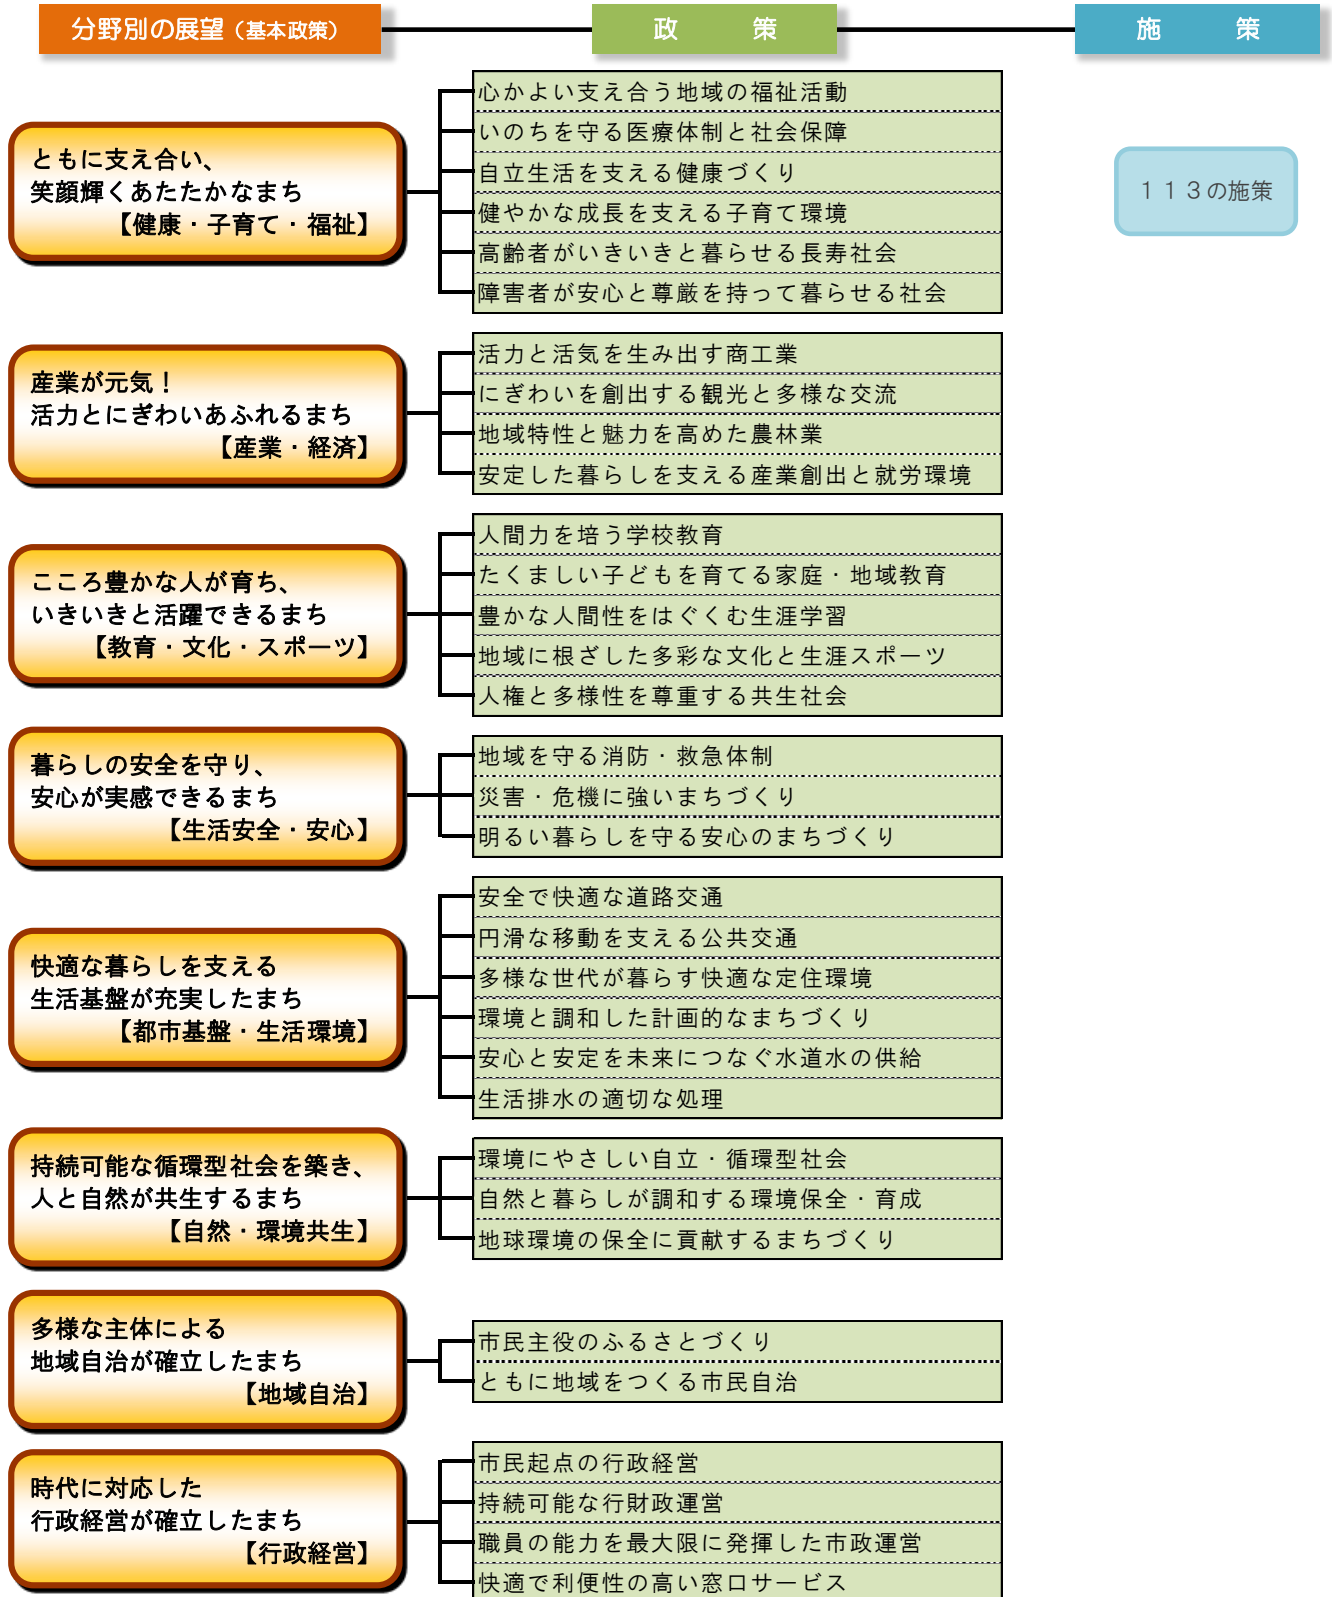 分野別の展望（基本政策）
政　　　策
施　　　策
ともに支え合い、
笑顔輝くあたたかなまち
【健康・子育て・福祉】
心かよい支え合う地域の福祉活動
いのちを守る医療体制と社会保障
自立生活を支える健康づくり
健やかな成長を支える子育て環境
高齢者がいきいきと暮らせる長寿社会
障害者が安心と尊厳を持って暮らせる社会
１１３の施策
産業が元気！
活力とにぎわいあふれるまち
【産業・経済】
活力と活気を生み出す商工業
にぎわいを創出する観光と多様な交流
地域特性と魅力を高めた農林業
安定した暮らしを支える産業創出と就労環境
こころ豊かな人が育ち、
いきいきと活躍できるまち
【教育・文化・スポーツ】
人間力を培う学校教育
たくましい子どもを育てる家庭・地域教育
豊かな人間性をはぐくむ生涯学習
地域に根ざした多彩な文化と生涯スポーツ
人権と多様性を尊重する共生社会
暮らしの安全を守り、
安心が実感できるまち
【生活安全・安心】
地域を守る消防・救急体制
災害・危機に強いまちづくり
明るい暮らしを守る安心のまちづくり
快適な暮らしを支える
生活基盤が充実したまち
【都市基盤・生活環境】
安全で快適な道路交通
円滑な移動を支える公共交通
多様な世代が暮らす快適な定住環境
環境と調和した計画的なまちづくり
安心と安定を未来につなぐ水道水の供給
生活排水の適切な処理
持続可能な循環型社会を築き、
人と自然が共生するまち
【自然・環境共生】
環境にやさしい自立・循環型社会
自然と暮らしが調和する環境保全・育成
地球環境の保全に貢献するまちづくり
多様な主体による
地域自治が確立したまち
【地域自治】
市民主役のふるさとづくり
ともに地域をつくる市民自治
時代に対応した
行政経営が確立したまち
【行政経営】
市民起点の行政経営
持続可能な行財政運営
職員の能力を最大限に発揮した市政運営
快適で利便性の高い窓口サービス